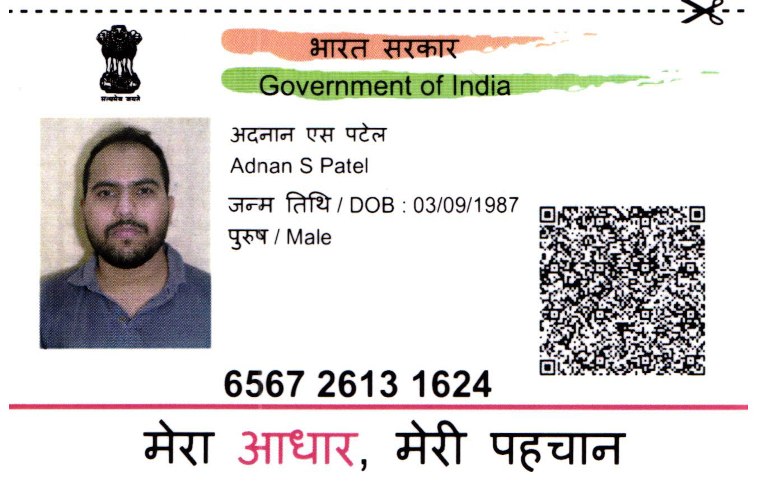 भारत सरकार
Government of India
सत्यमेव जयते
अदनान एस पटेल
Adnan S Patel
जन्म तिथि / DOB : 03/09/1987
पुरुष / Male
6567 2613 1624
मेरा आधार, मेरी पहचान